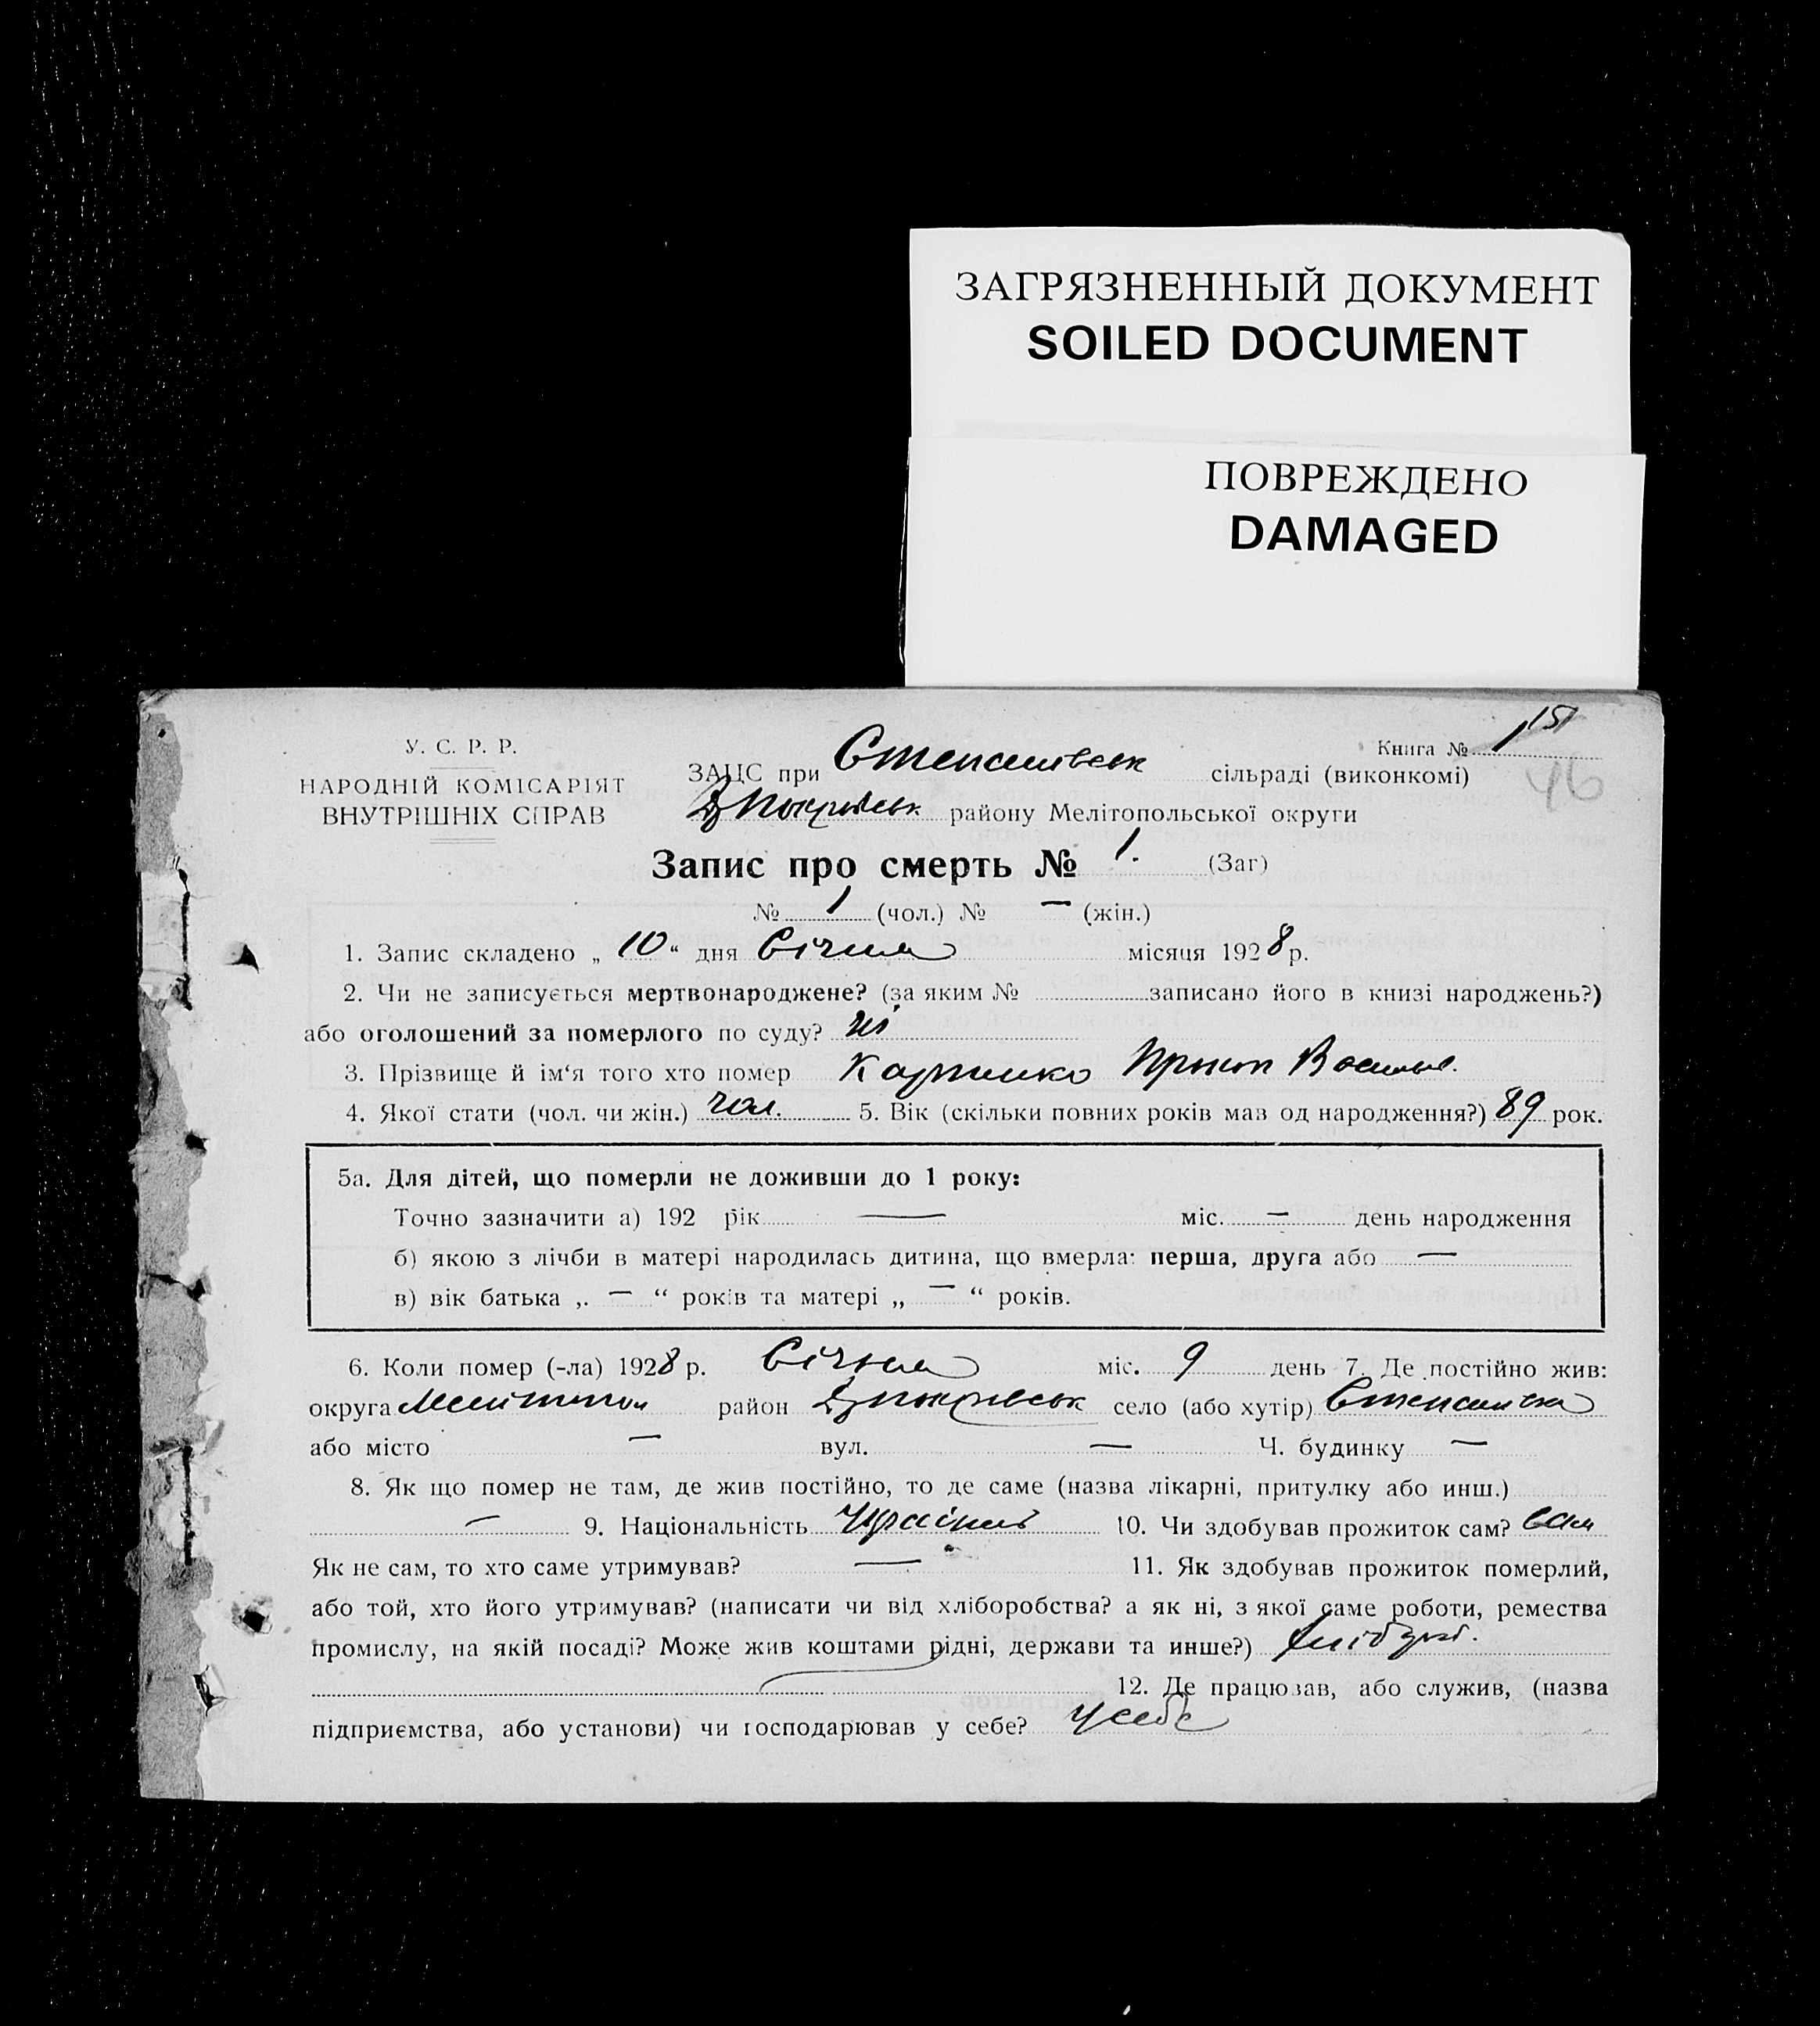 ЗАГРЯЗНЕННЫЙ ДОКУМЕНТ
SOILED DOCUMENT
ПОВРЕЖДЕНО
DAMAGED
У. С. Р. Р.
НАРОДНІЙ КОМІСАРІЯТ
ВНУТРІШНІХ СПРАВ
Книга № 1
46
ЗАЦС при Степанівськ сільраді (виконкомі)
району Мелітопольської округи
Запис про смерть № 1. (Заг)
№ 1 (чол.) № — (жін.)
1. Запис складено „ 10 “ дня Січня місяця 1928 р.
2. Чи не записується мертвонароджене? (за яким № записано його в книзі народжень?)
або оголошений за померлого по суду? ні
3. Прізвище й ім‘я того хто помер
4. Якої стати (чол. чи жін.) чол. 5. Вік (скільки повних років мав од народження?) 89 рок.
5а. Для дітей, що померли не доживши до 1 року:
Точно зазначити а) 192 рік — міс. — день народження
б) якою з лічби в матері народилась дитина, що вмерла: перша, друга або —
в) вік батька „ — “ років та матері „ — “ років.
6. Коли помер (-ла) 1928 р. Січня міс. 9 день 7. Де постійно жив:
округа район село (або хутір) Степанівка
або місто — вул. — Ч. будинку —
8. Як що помер не там, де жив постійно, то де саме (назва лікарні, притулку або инш.)
— 9. Національність 10. Чи здобував прожиток сам? сам
Як не сам, то хто саме утримував? — 11. Як здобував прожиток померлий,
або той, хто його утримував? (написати чи від хліборобства? а як ні, з якої саме роботи, ремества
промислу, на якій посаді? Може жив коштами рідні, держави та инше?)
12. Де працював, або служив, (назва
підприємства, або установи) чи господарював у себе? у себе